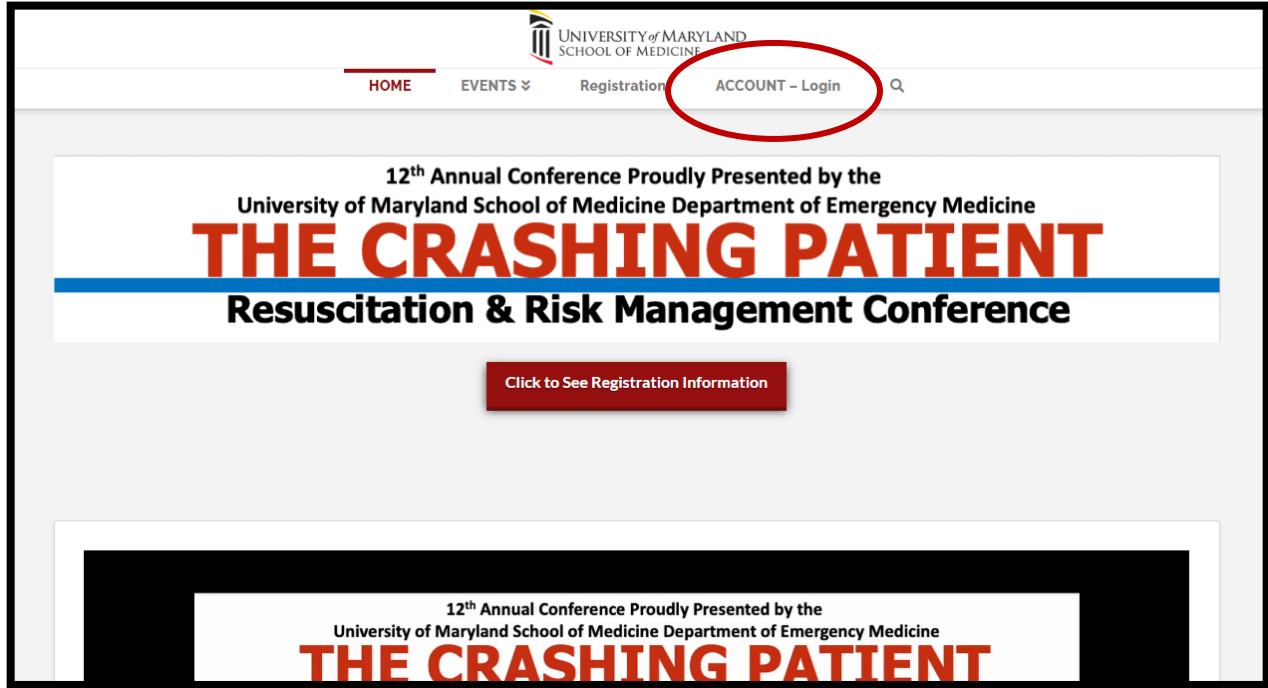 UNIVERSITY of MARYLAND
SCHOOL OF MEDICINE
HOME EVENTS Registration ACCOUNT – Login
12th Annual Conference Proudly Presented by the
University of Maryland School of Medicine Department of Emergency Medicine
THE CRASHING PATIENT
Resuscitation & Risk Management Conference
Click to See Registration Information
12th Annual Conference Proudly Presented by the
University of Maryland School of Medicine Department of Emergency Medicine
THE CRASHING PATIENT